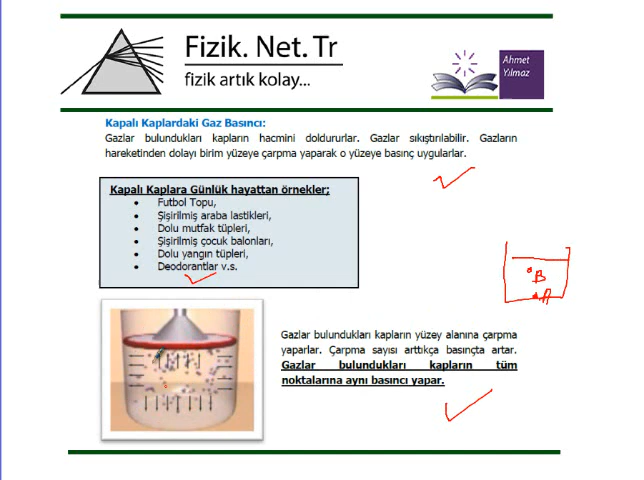 Fizik. Net. Tr
fizik artık kolay...
Ahmet
Yılmaz
Kapalı Kaplardaki Gaz Basıncı:
Gazlar bulundukları kapların hacmini doldururlar. Gazlar sıkıştırılabilir. Gazların
hareketinden dolayı birim yüzeye çarpma yaparak o yüzeye basınç uygularlar.
Kapalı Kaplara Günlük hayattan örnekler;
• Futbol Topu,
• Şişirilmiş araba lastikleri,
• Dolu mutfak tüpleri,
• Şişirilmiş çocuk balonları,
• Dolu yangın tüpleri,
• Deodorantlar v.s.
B
A
Gazlar bulundukları kapların yüzey alanına çarpma
yaparlar. Çarpma sayısı arttıkça basınçta artar.
Gazlar bulundukları kapların tüm
noktalarına aynı basıncı yapar.